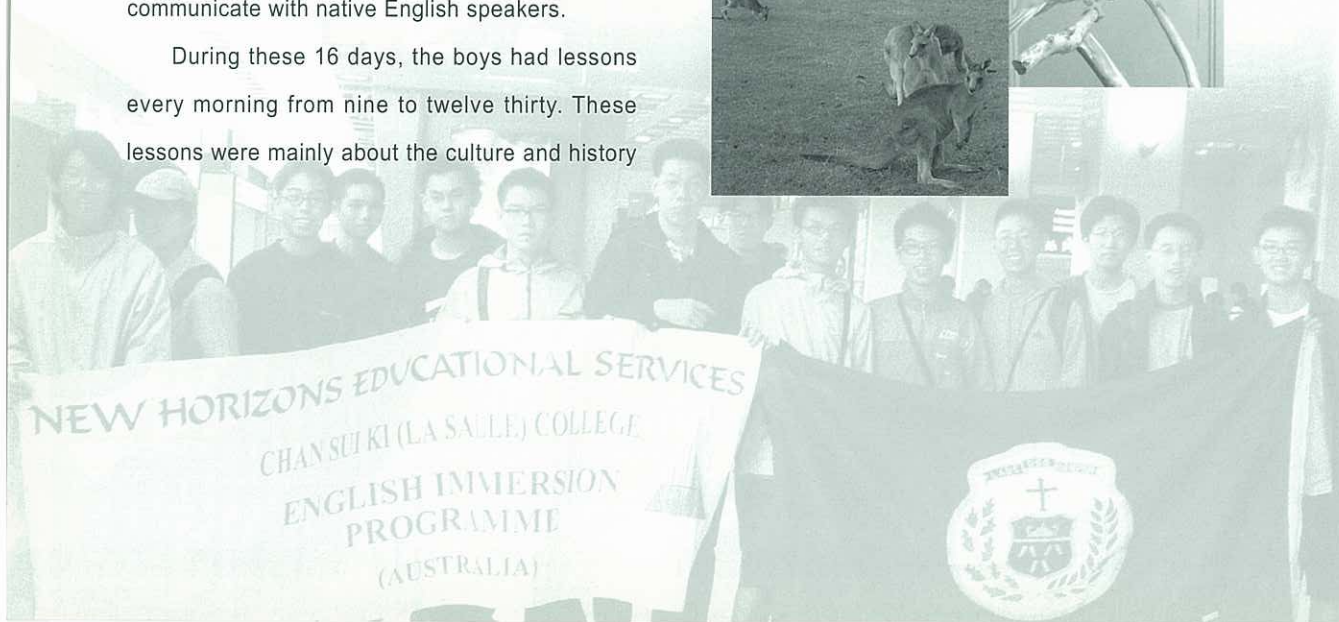 communicate with native English speakers.
During these 16 days, the boys had lessons
every morning from nine to twelve thirty. These
lessons were mainly about the culture and history
NEW HORIZONS EDUCATIONAL SERVICES
CHAN SUI KI (LA SALLE) COLLEGE
ENGLISH IMMERSION
PROGRAMME
(AUSTRALIA)